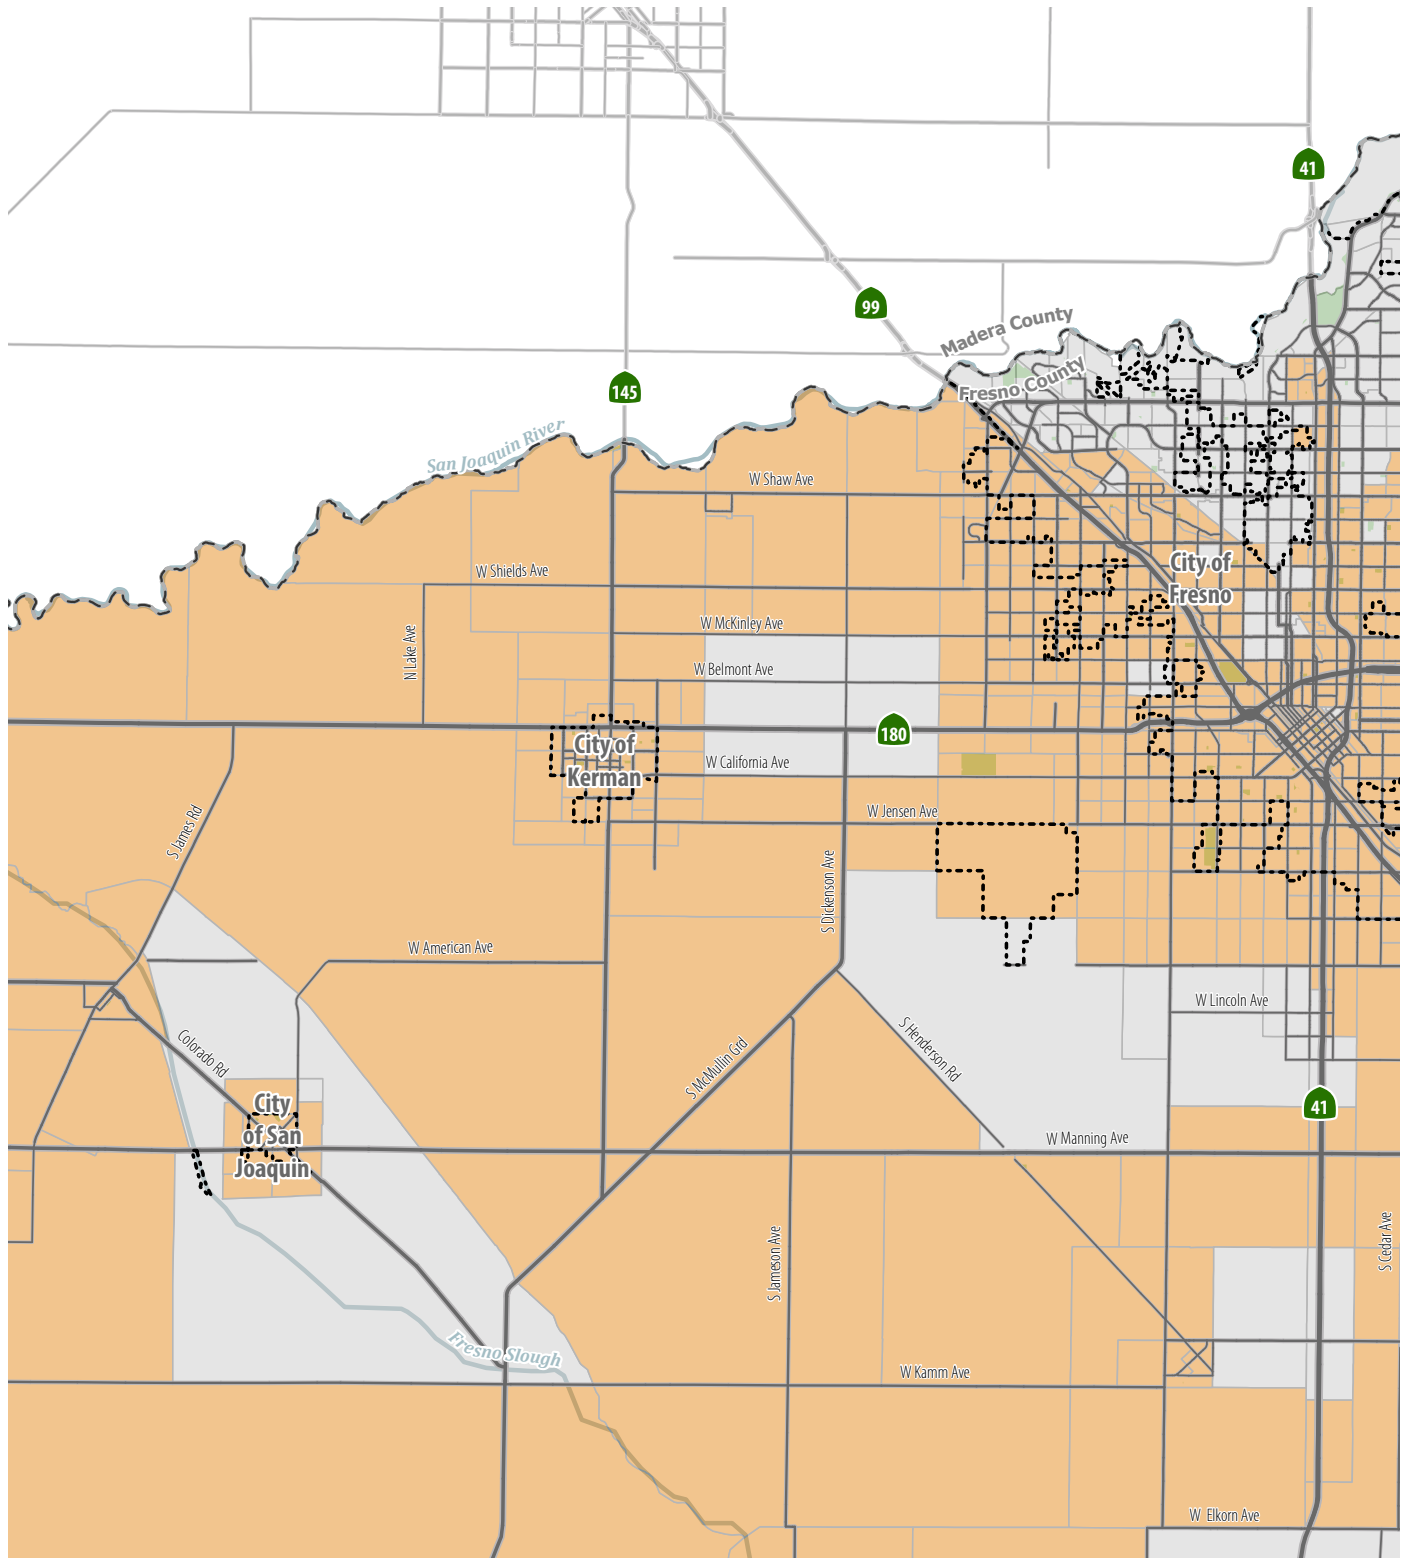 41
99
Madera County
Fresno County
145
San Joaquin River
W Shaw Ave
City of
Fresno
W Shields Ave
W McKinley Ave
N Lake Ave
W Belmont Ave
180
City of
Kerman
W California Ave
W Jensen Ave
S James Rd
S Dickenson Ave
W American Ave
W Lincoln Ave
S Henderson Rd
Colorado Rd
S McMullin Grd
City
of San
Joaquin
41
W Manning Ave
S Jameson Ave
S Cedar Ave
Fresno Slough
W Kamm Ave
W Elkorn Ave